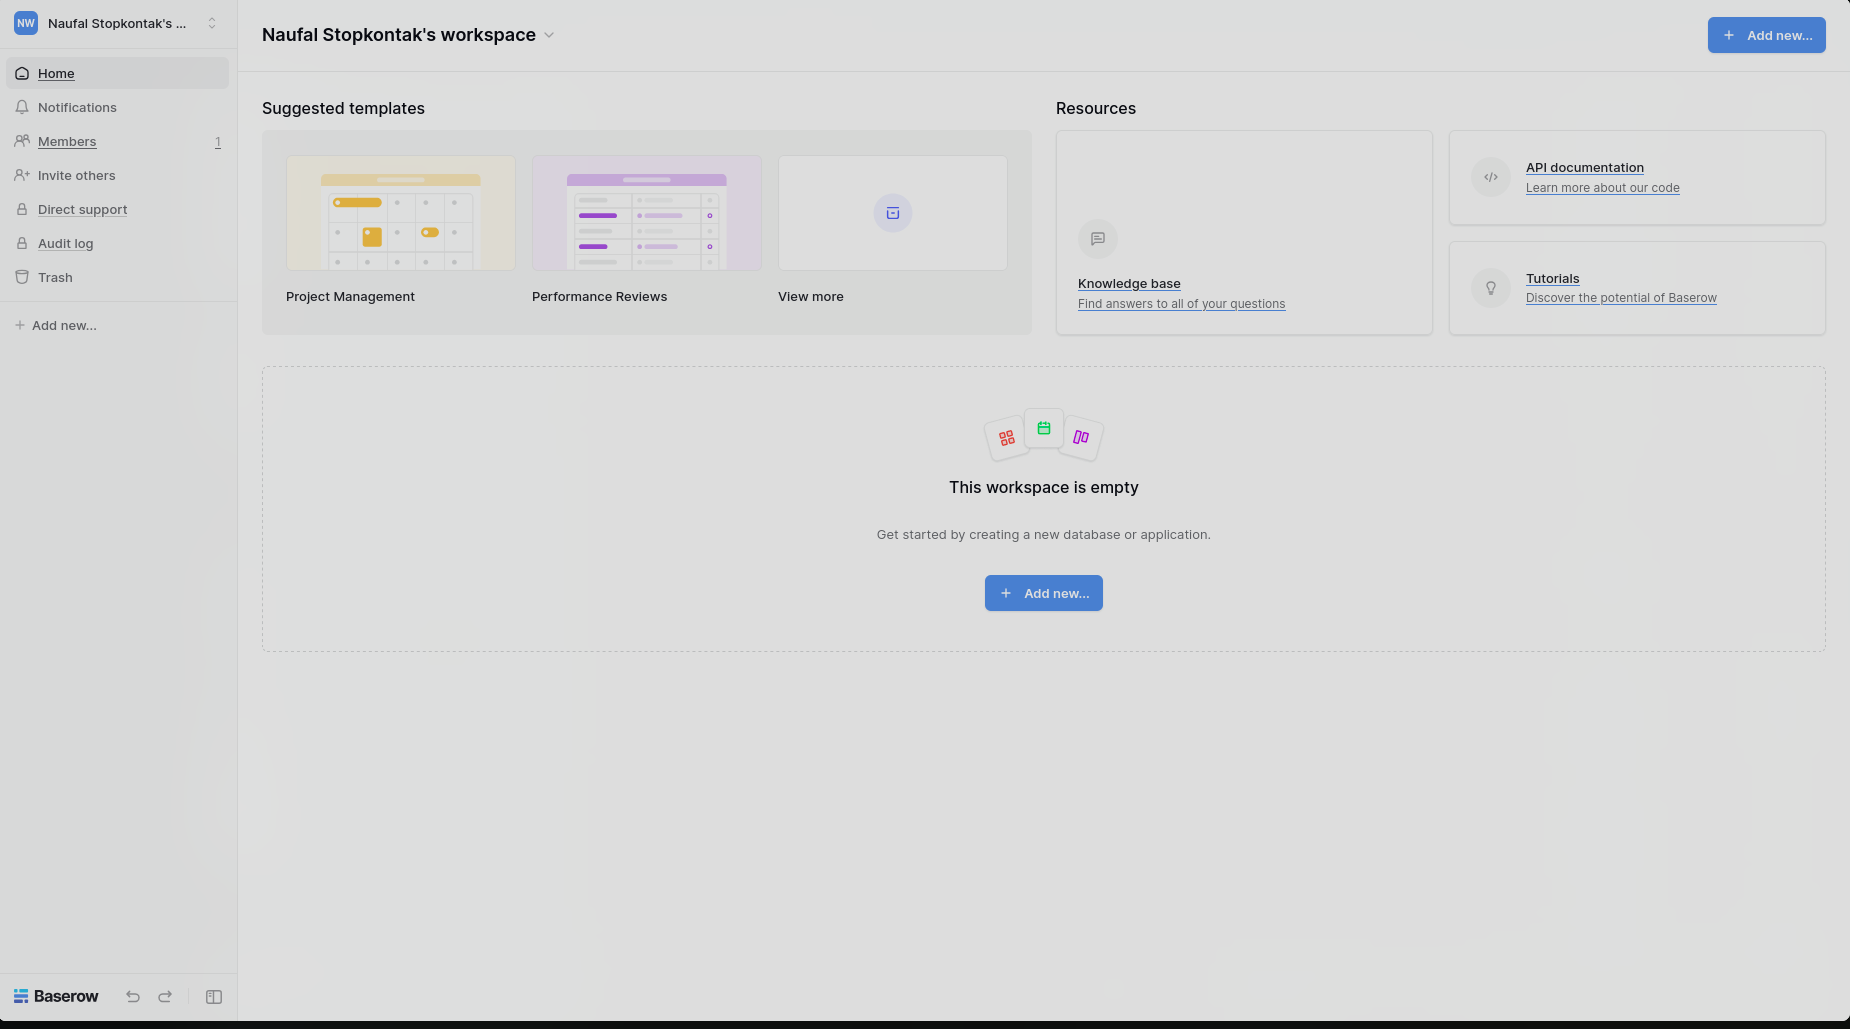 NW
Naufal Stopkontak's ...
Home
Notifications
Members 1
Invite others
Direct support
Audit log
Trash
Add new...
Baserow
Naufal Stopkontak's workspace
Add new...
Suggested templates
Project Management
Performance Reviews
View more
Resources
Knowledge base
Find answers to all of your questions
API documentation
Learn more about our code
Tutorials
Discover the potential of Baserow
This workspace is empty
Get started by creating a new database or application.
Add new...